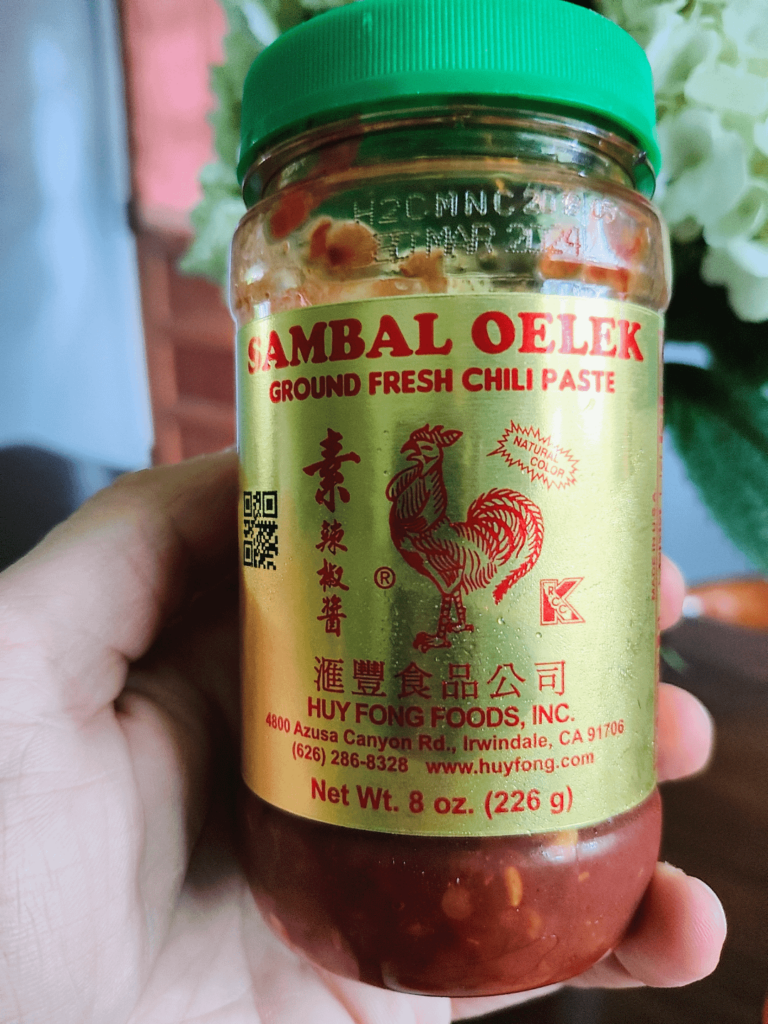 MAR 2024
SAMBAL OELEK
GROUND FRESH CHILI PASTE
NATURAL
COLOR
素辣椒醬
®
RCC
K
滙豐食品公司
HUY FONG FOODS, INC.
4800 Azusa Canyon Rd., Irwindale, CA 91706
(626) 286-8328 www.huyfong.com
Net Wt. 8 oz. (226 g)